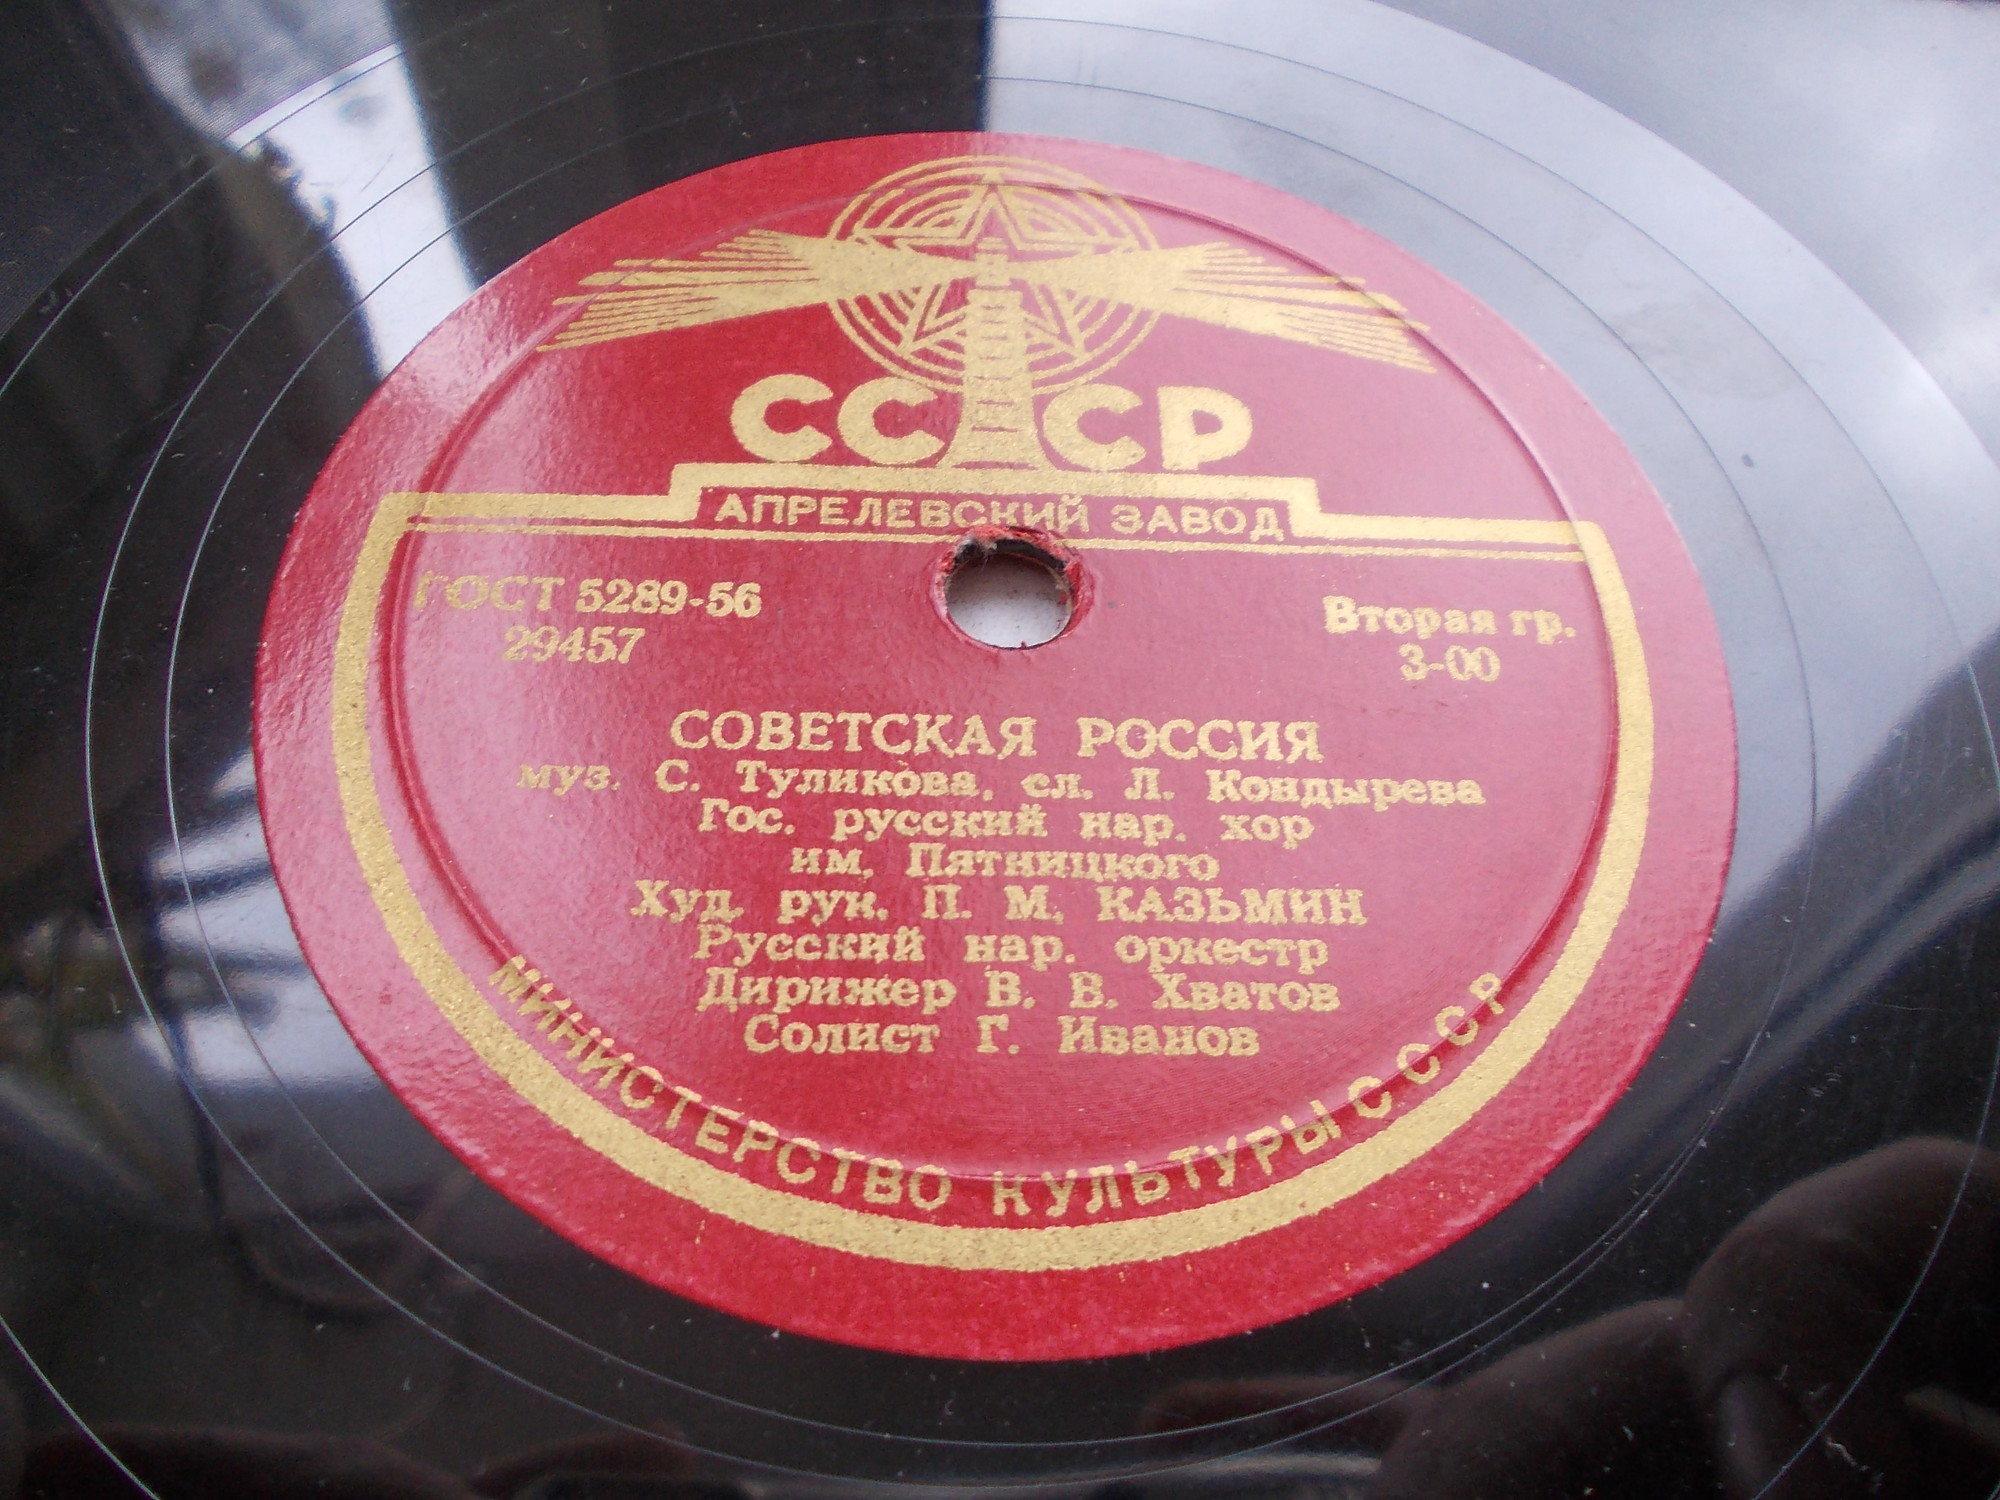 СССР
АПРЕЛЕВСКИЙ ЗАВОД
ГОСТ 5289-56
29457
Вторая гр.
3-00
СОВЕТСКАЯ РОССИЯ
муз. С. Туликова, сл. Л. Кондырева
Гос. русский нар. хор
им. Пятницкого
Худ. рук. П. М. КАЗЬМИН
Русский нар. оркестр
Дирижер В. В. Хватов
Солист Г. Иванов
МИНИСТЕРСТВО КУЛЬТУРЫ СССР